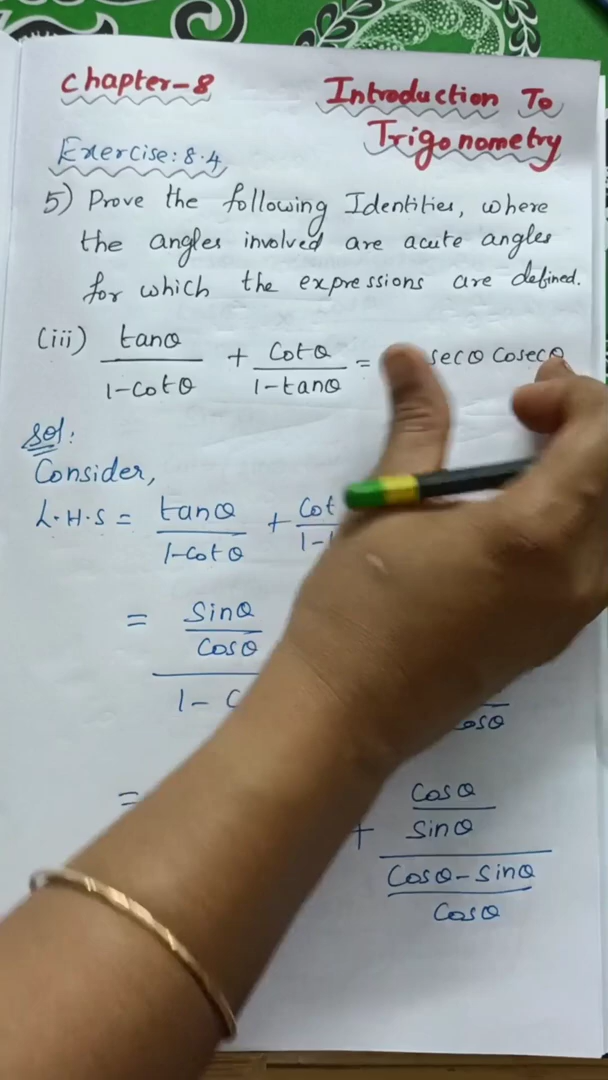 Chapter-8 Introduction To
Trigonometry
Exercise: 8.4
5) Prove the following Identities, where
the angles involved are acute angles
for which the expressions are defined.
(iii) tanθ/1-cotθ + Cotθ/1-tanθ = secθ Cosecθ
Sol:
Consider,
L.H.S = tanθ/1-Cotθ + Cot
= Sinθ/Cosθ
1-
=
+ Cosθ/Sinθ
Cosθ-Sinθ/Cosθ